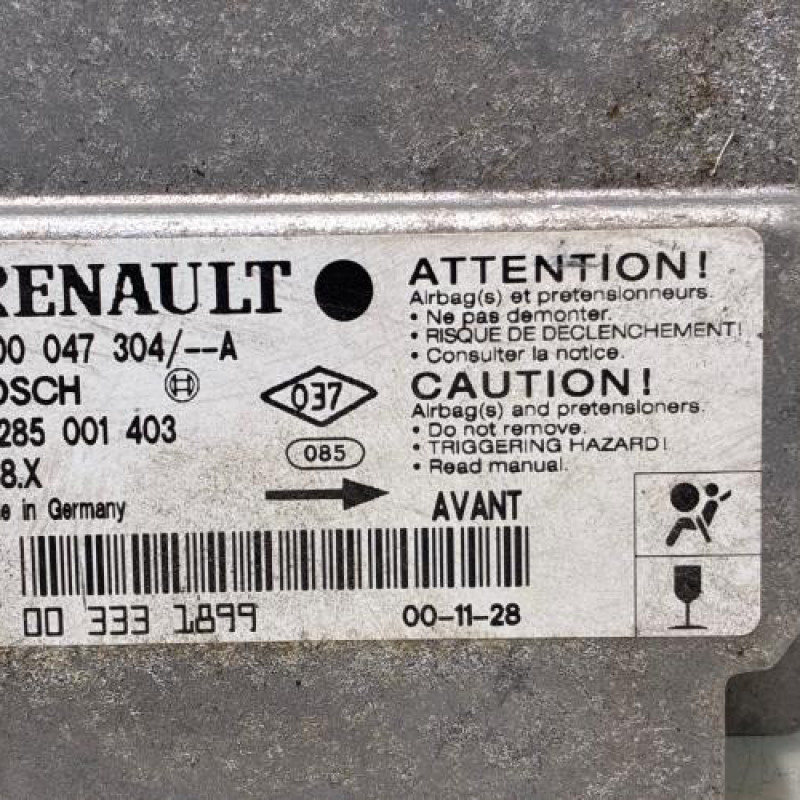 RENAULT
00 047 304/--A
OSCH
037
285 001 403
085
8.X
in Germany
ATTENTION!
Airbag(s) et pretensionneurs.
• Ne pas demonter.
• RISQUE DE DECLENCHEMENT!
• Consulter la notice.
CAUTION!
Airbag(s) and pretensioners.
• Do not remove.
• TRIGGERING HAZARD!
• Read manual.
AVANT
00 333 1899
00-11-28